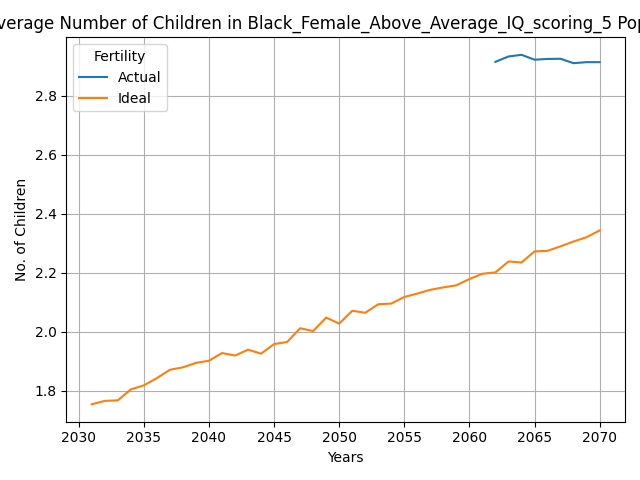 verage Number of Children in Black_Female_Above_Average_IQ_scoring_5 Pop
Fertility
Actual
Ideal
No. of Children
2.8
2.6
2.4
2.2
2.0
1.8
2030 2035 2040 2045 2050 2055 2060 2065 2070
Years